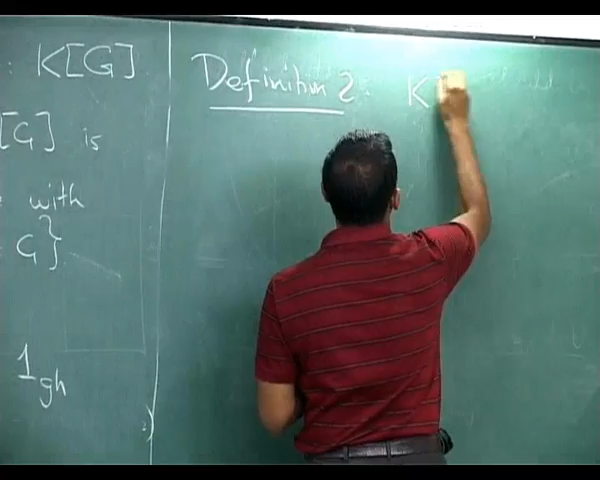 : K[G]
[G] is
with
G}
1gh
Definition 2 : K